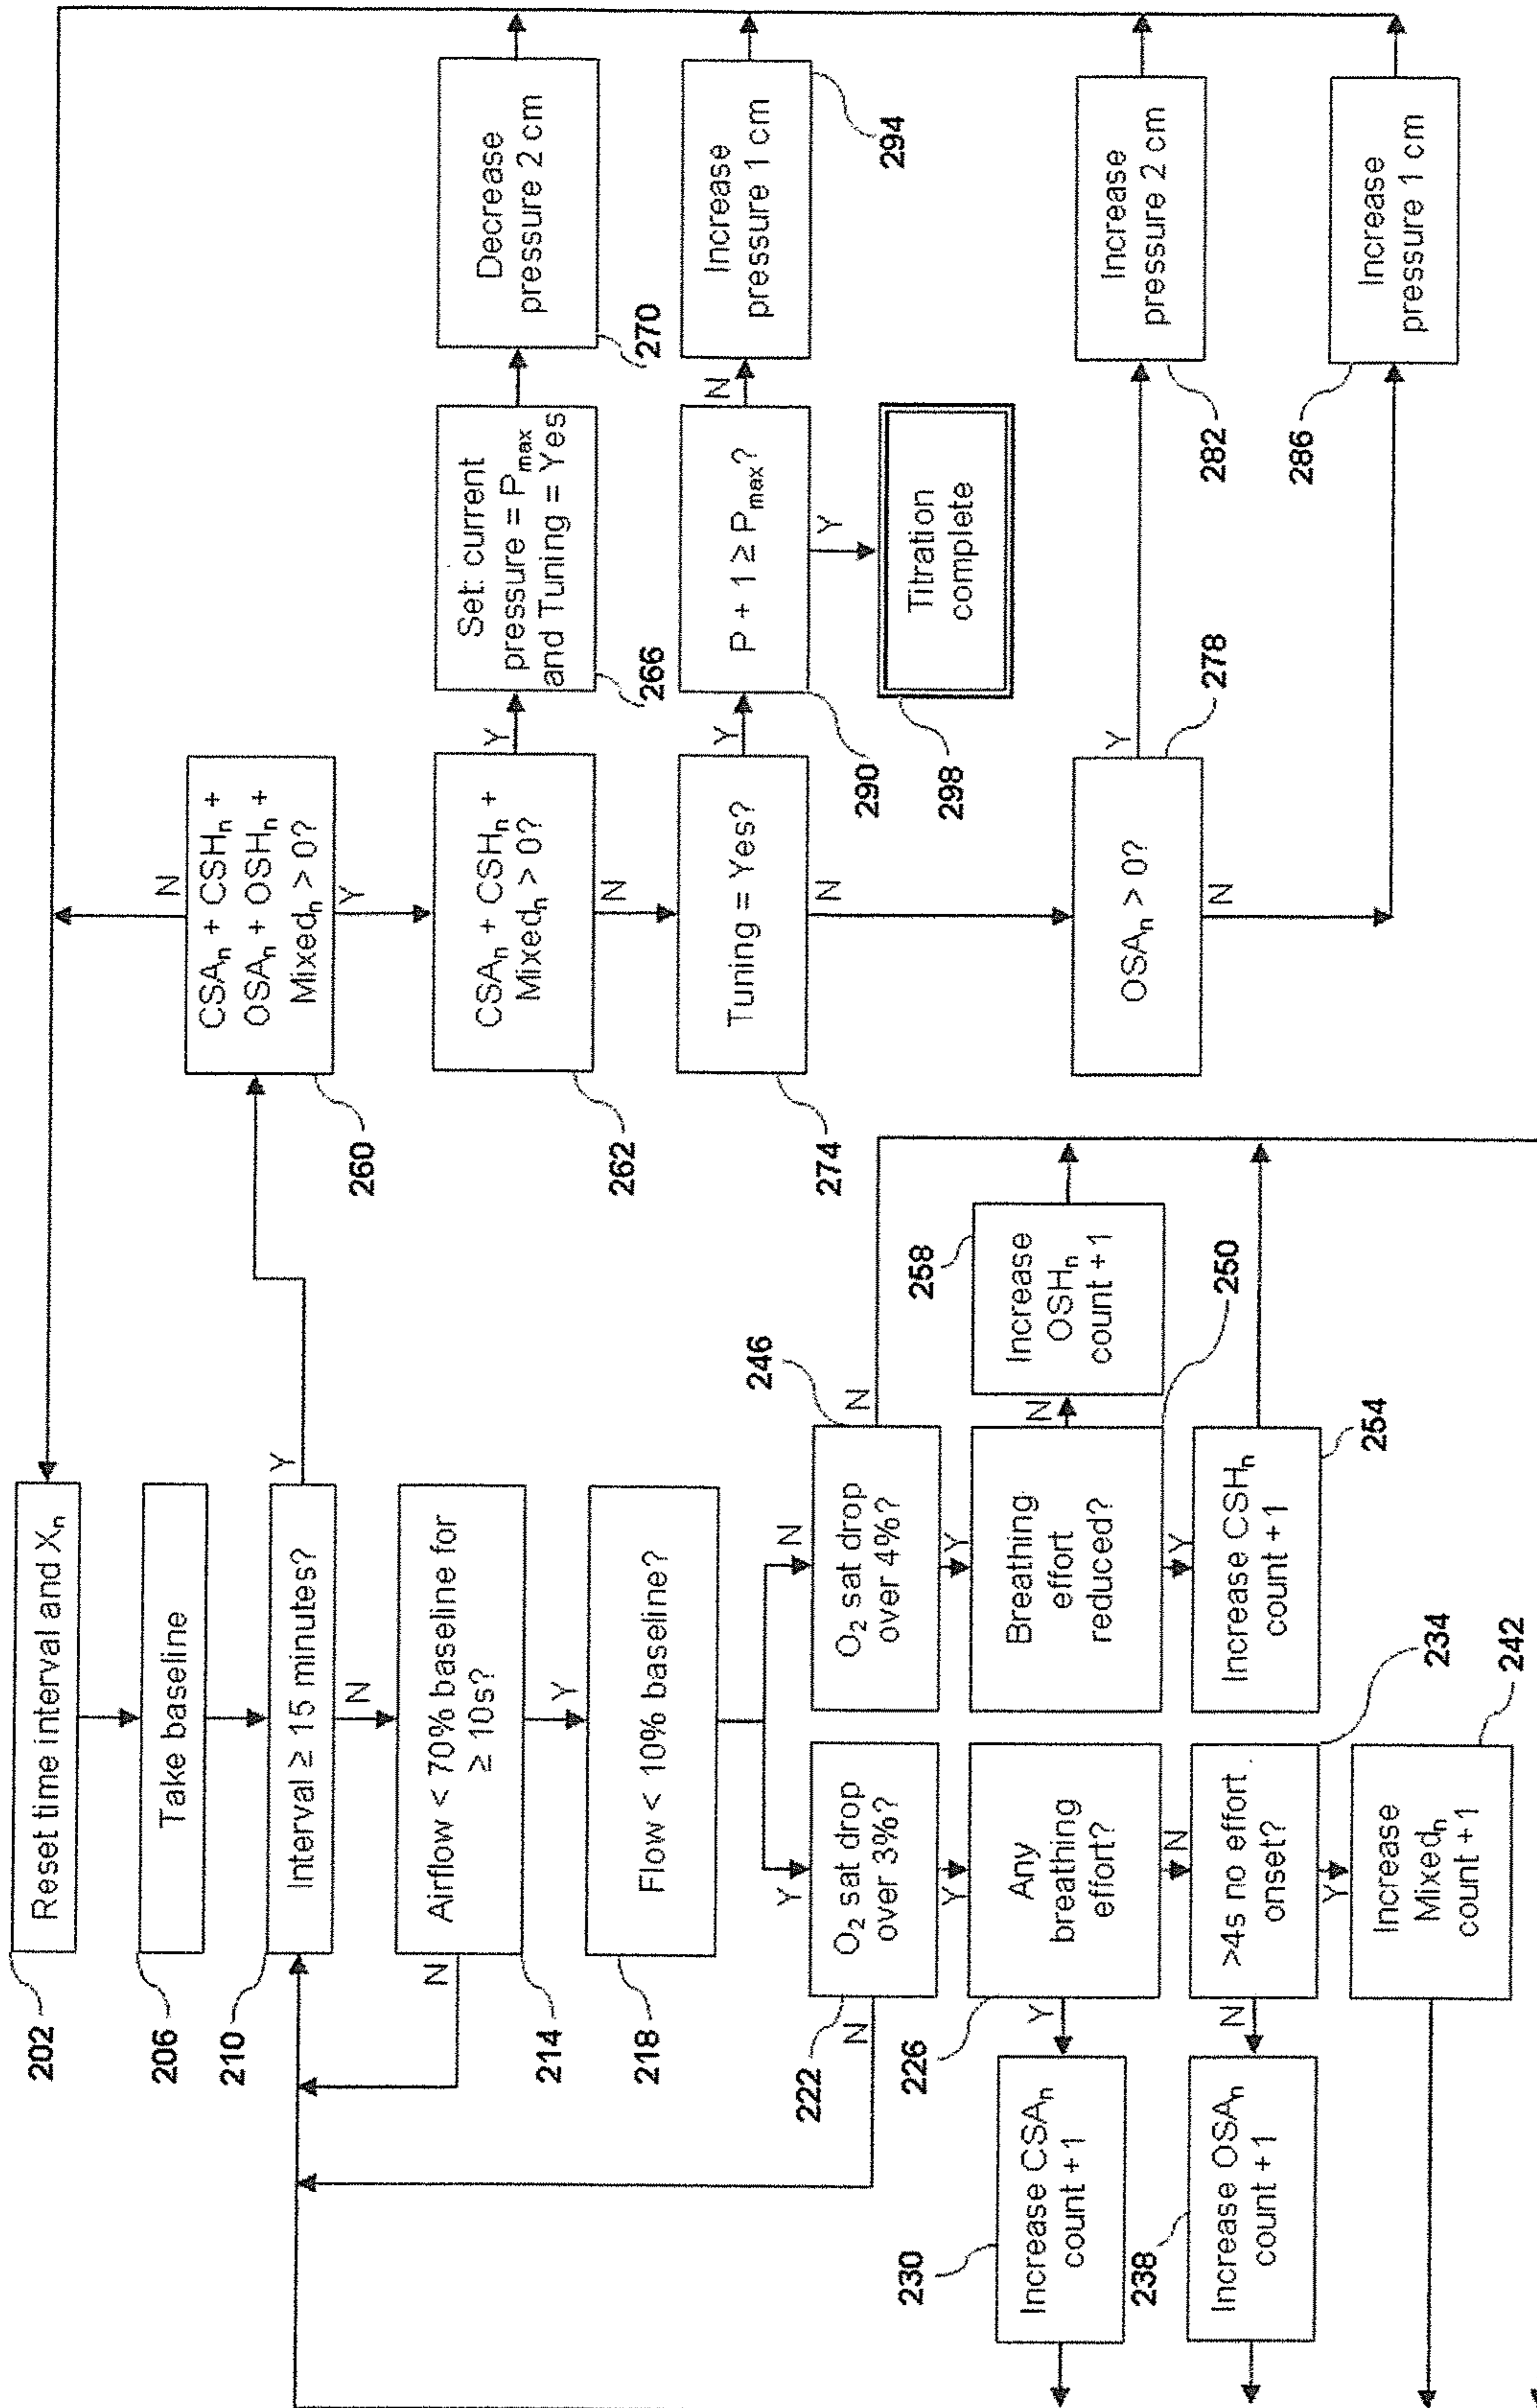 202
Reset time interval and Xₙ
206
Take baseline
210
Interval ≥ 15 minutes?
Y
N
214
Airflow < 70% baseline for
≥ 10s?
N
Y
218
Flow < 10% baseline?
Y
N
222
O₂ sat drop
over 3%?
N
Y
226
Any
breathing
effort?
Y
N
230
Increase CSAₙ
count +1
234
>4s no effort
onset?
N
Y
238
Increase OSAₙ
count +1
242
Increase
Mixedₙ
count +1
246
O₂ sat drop
over 4%?
N
Y
250
Breathing
effort
reduced?
N
Y
254
Increase CSHₙ
count +1
258
Increase
OSHₙ
count +1
260
CSAₙ + CSHₙ +
OSAₙ + OSHₙ +
Mixedₙ > 0?
N
Y
262
CSAₙ + CSHₙ +
Mixedₙ > 0?
Y
N
266
Set: current
pressure = Pmax
and Tuning = Yes
270
Decrease
pressure 2 cm
274
Tuning = Yes?
Y
N
290
P + 1 ≥ Pmax?
N
Y
294
Increase
pressure 1 cm
298
Titration
complete
278
OSAₙ > 0?
Y
N
282
Increase
pressure 2 cm
286
Increase
pressure 1 cm